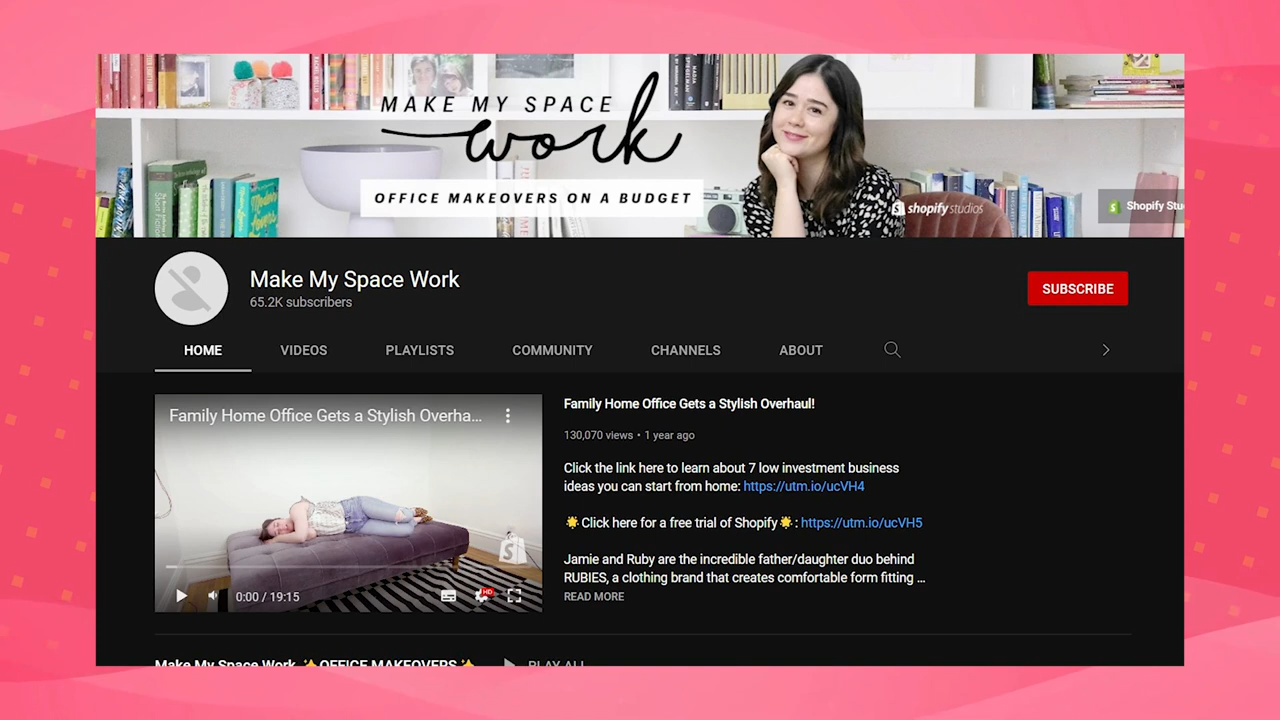 MAKE MY SPACE
work
OFFICE MAKEOVERS ON A BUDGET
shopify studios
Shopify Stu
Make My Space Work
65.2K subscribers
SUBSCRIBE
HOME VIDEOS PLAYLISTS COMMUNITY CHANNELS ABOUT
Family Home Office Gets a Stylish Overha...
0:00 / 19:15
HD
Family Home Office Gets a Stylish Overhaul!
130,070 views • 1 year ago
Click the link here to learn about 7 low investment business
ideas you can start from home: https://utm.io/ucVH4
🌟Click here for a free trial of Shopify🌟: https://utm.io/ucVH5
Jamie and Ruby are the incredible father/daughter duo behind
RUBIES, a clothing brand that creates comfortable form fitting ...
READ MORE
Make My Space Work ✨OFFICE MAKEOVERS✨ PLAY ALL